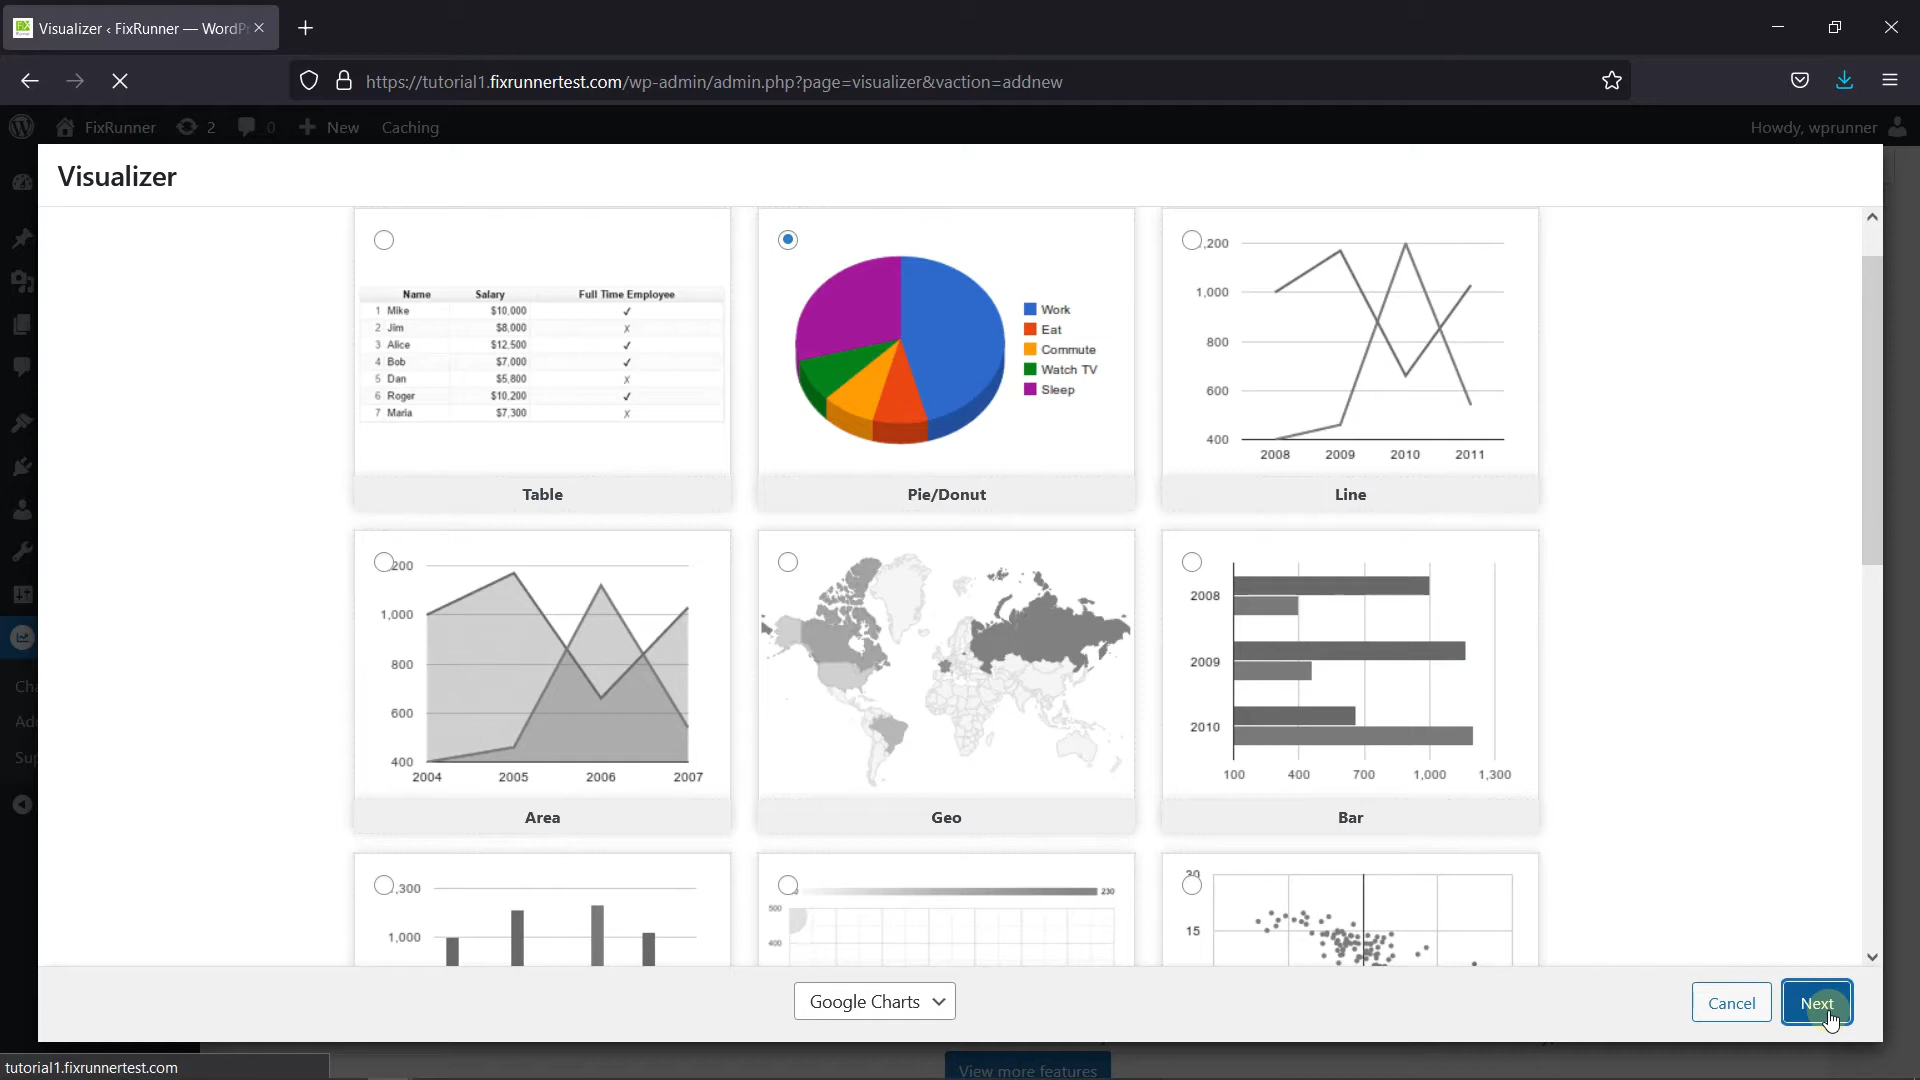 Visualizer ‹ FixRunner — WordPr
https://tutorial1.fixrunnertest.com/wp-admin/admin.php?page=visualizer&vaction=addnew
FixRunner 2 0 New Caching Howdy, wprunner
Visualizer
Name Salary Full Time Employee
1 Mike $10,000 ✓
2 Jim $8,000 X
3 Alice $12,500 ✓
4 Bob $7,000 ✓
5 Dan $5,800 X
6 Roger $10,200 ✓
7 Maria $7,300 X
Table
Work
Eat
Commute
Watch TV
Sleep
Pie/Donut
,200
1,000
800
600
400
2008 2009 2010 2011
Line
200
1,000
800
600
400
2004 2005 2006 2007
Area
Geo
2008
2009
2010
100 400 700 1,000 1,300
Bar
,300
1,000
230
500
400
30
15
Google Charts
Cancel
Next
View more features
tutorial1.fixrunnertest.com